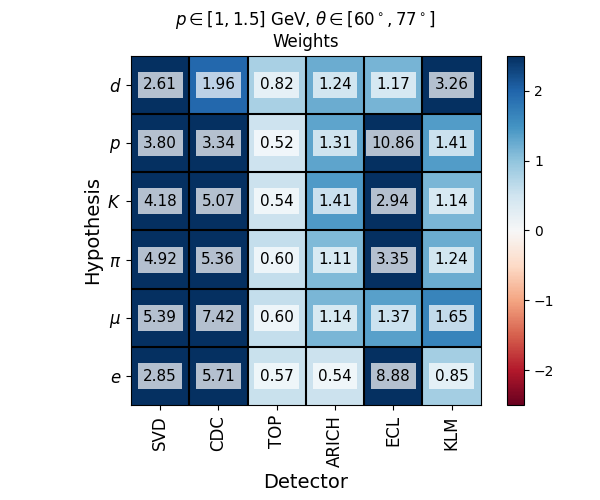 p ∈ [1, 1.5] GeV, θ ∈ [60°, 77°]
Weights
d 2.61 1.96 0.82 1.24 1.17 3.26
p 3.80 3.34 0.52 1.31 10.86 1.41
K 4.18 5.07 0.54 1.41 2.94 1.14
π 4.92 5.36 0.60 1.11 3.35 1.24
μ 5.39 7.42 0.60 1.14 1.37 1.65
e 2.85 5.71 0.57 0.54 8.88 0.85
SVD CDC TOP ARICH ECL KLM
Detector
Hypothesis
2
1
0
−1
−2